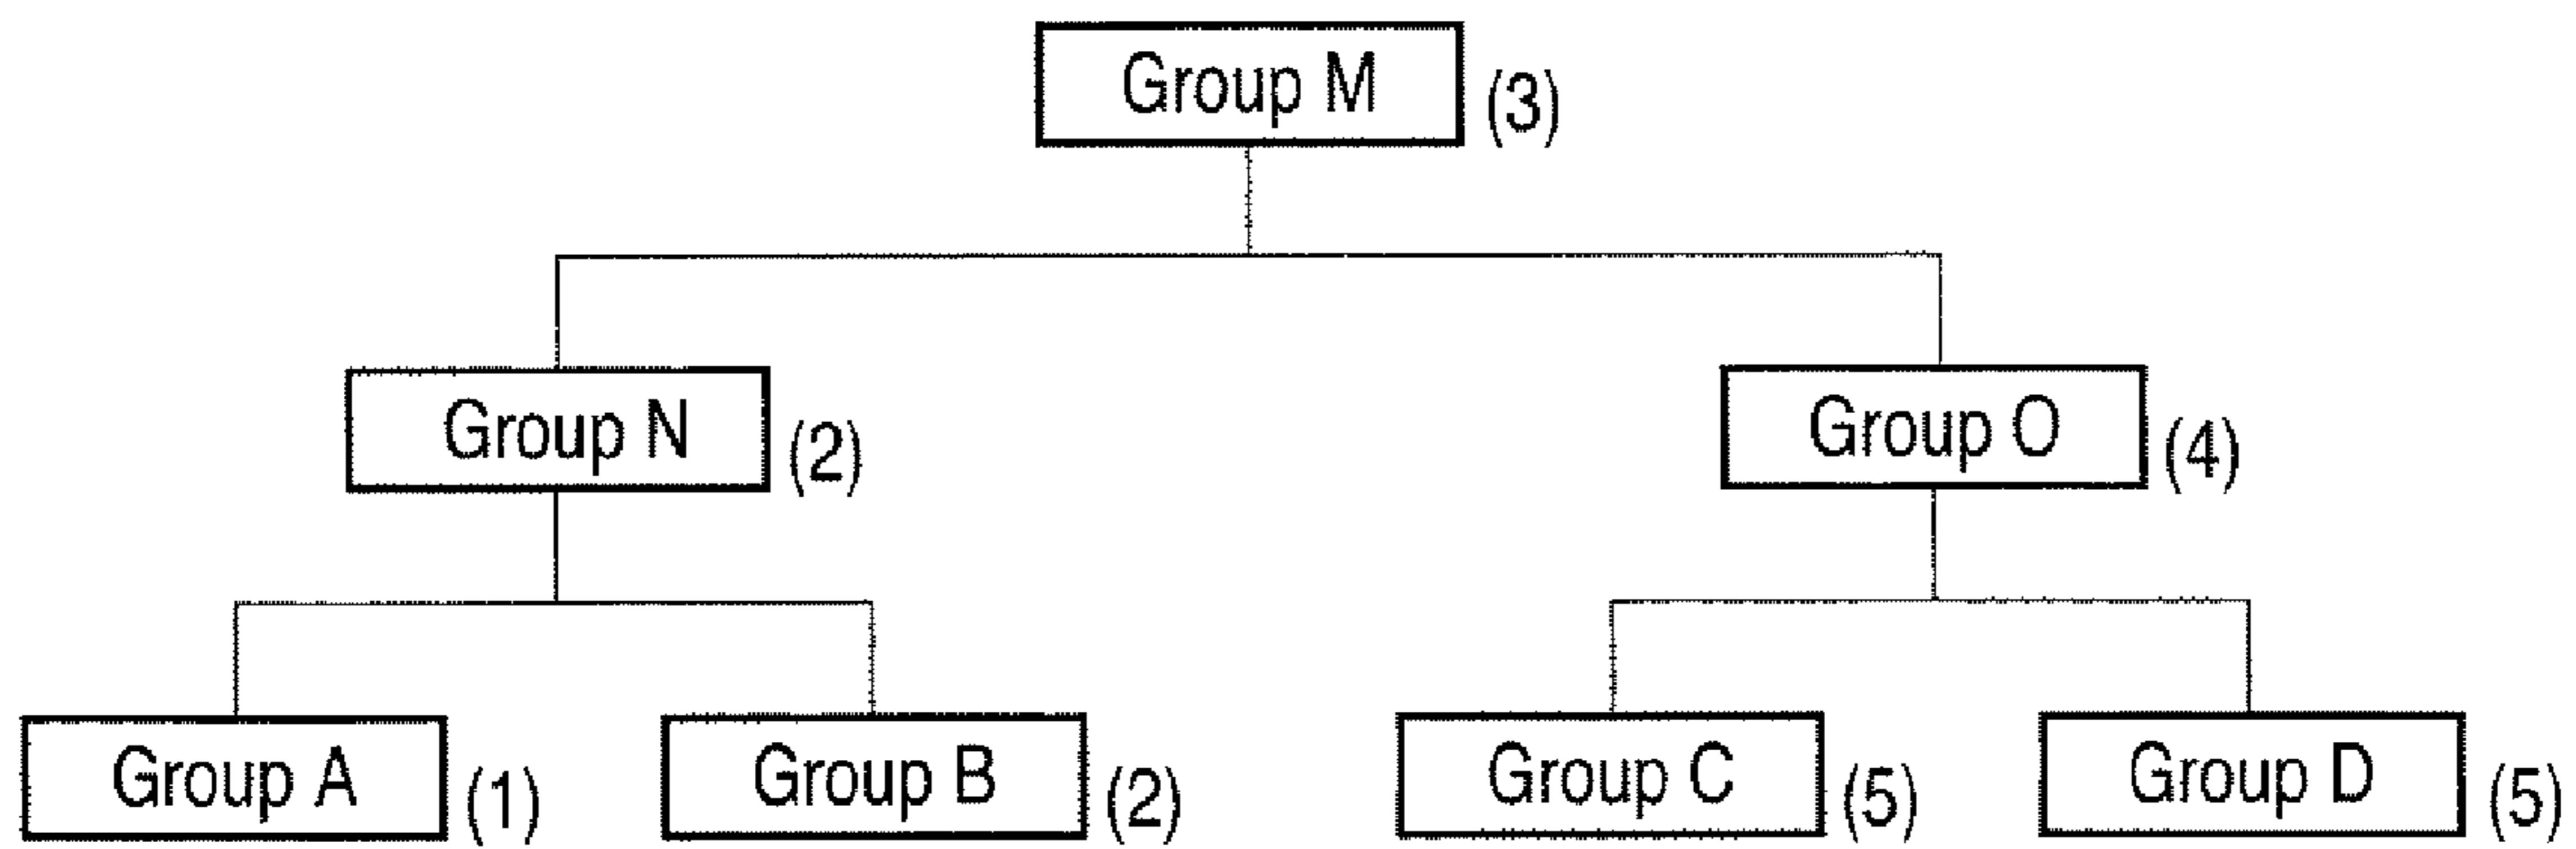 Group M (3)
Group N (2)
Group O (4)
Group A (1)
Group B (2)
Group C (5)
Group D (5)